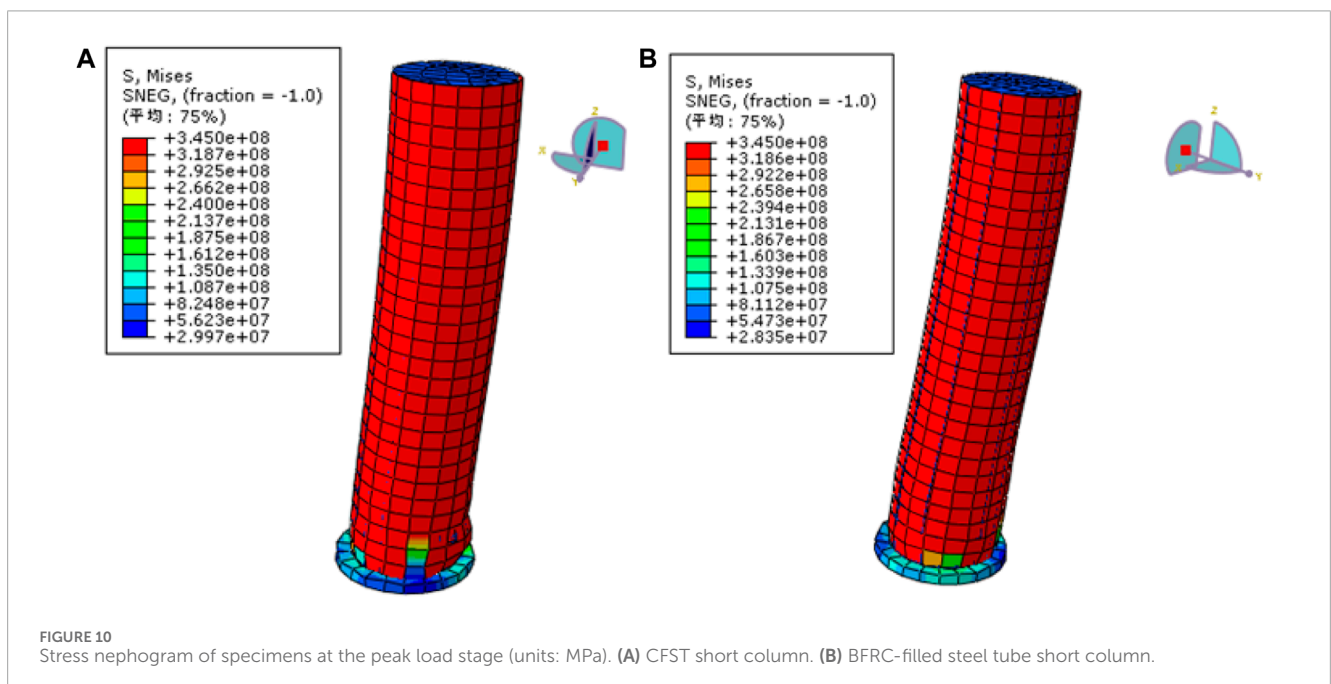 A
S, Mises
SNEG, (fraction = -1.0)
(平均: 75%)
+3.450e+08
+3.187e+08
+2.925e+08
+2.662e+08
+2.400e+08
+2.137e+08
+1.875e+08
+1.612e+08
+1.350e+08
+1.087e+08
+8.248e+07
+5.623e+07
+2.997e+07
Z
X
Y
B
S, Mises
SNEG, (fraction = -1.0)
(平均: 75%)
+3.450e+08
+3.186e+08
+2.922e+08
+2.658e+08
+2.394e+08
+2.131e+08
+1.867e+08
+1.603e+08
+1.339e+08
+1.075e+08
+8.112e+07
+5.473e+07
+2.835e+07
Z
Y
FIGURE 10
Stress nephogram of specimens at the peak load stage (units: MPa). (A) CFST short column. (B) BFRC-filled steel tube short column.